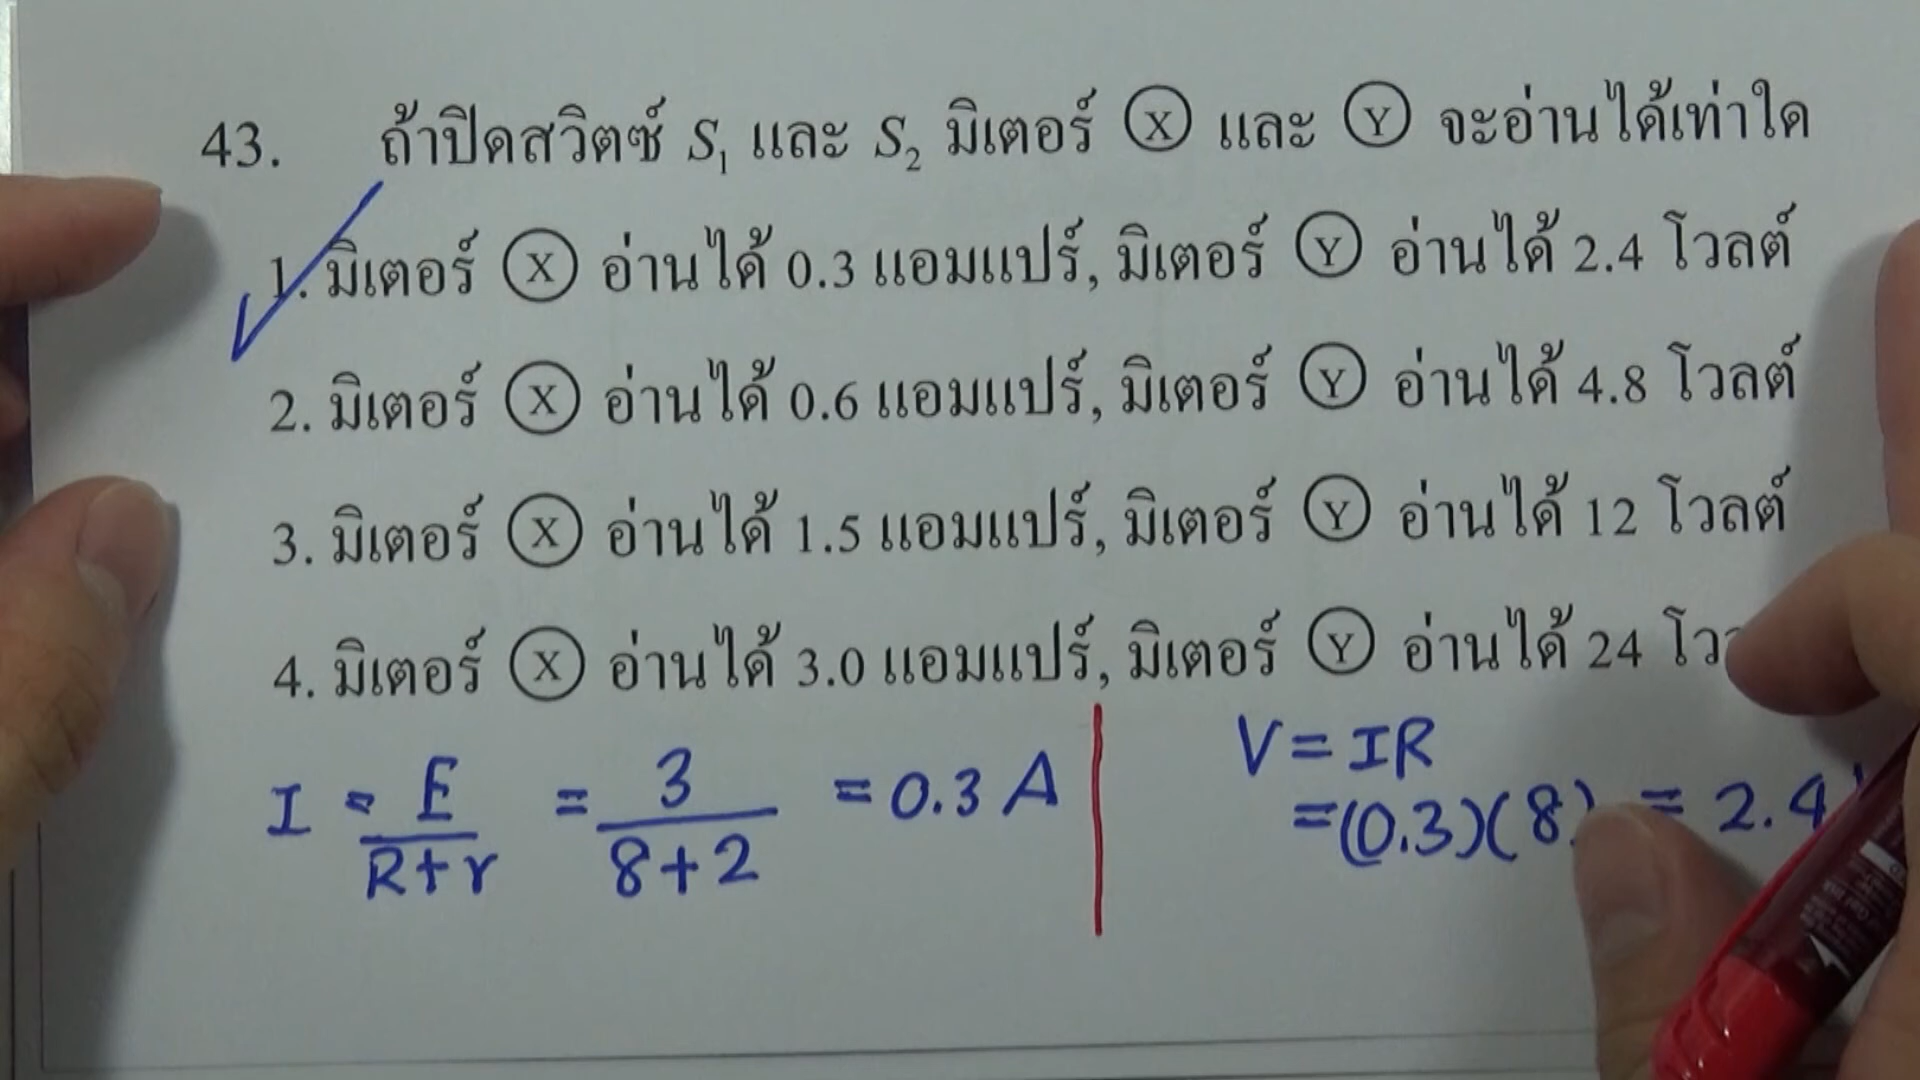 43. ถ้าปิดสวิตซ์ S₁ และ S₂ มิเตอร์ Ⓧ และ Ⓨ จะอ่านได้เท่าใด
1. มิเตอร์ Ⓧ อ่านได้ 0.3 แอมแปร์, มิเตอร์ Ⓨ อ่านได้ 2.4 โวลต์
2. มิเตอร์ Ⓧ อ่านได้ 0.6 แอมแปร์, มิเตอร์ Ⓨ อ่านได้ 4.8 โวลต์
3. มิเตอร์ Ⓧ อ่านได้ 1.5 แอมแปร์, มิเตอร์ Ⓨ อ่านได้ 12 โวลต์
4. มิเตอร์ Ⓧ อ่านได้ 3.0 แอมแปร์, มิเตอร์ Ⓨ อ่านได้ 24
I = E/(R+r) = 3/(8+2) = 0.3 A
V = IR
=(0.3)(8) = 2.4